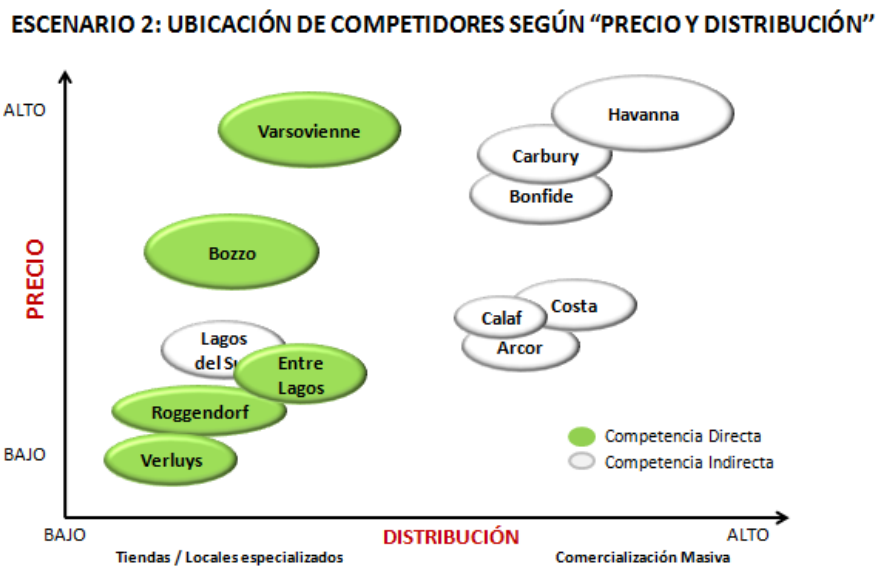 ESCENARIO 2: UBICACIÓN DE COMPETIDORES SEGÚN “PRECIO Y DISTRIBUCIÓN”
ALTO
Havanna
Varsovienne
Carbury
Bonfide
PRECIO
Bozzo
Costa
Calaf
Lagos
del
Arcor
Entre
Lagos
Roggendorf
Competencia Directa
BAJO
Verluys
Competencia Indirecta
BAJO
DISTRIBUCIÓN
ALTO
Tiendas / Locales especializados
Comercialización Masiva